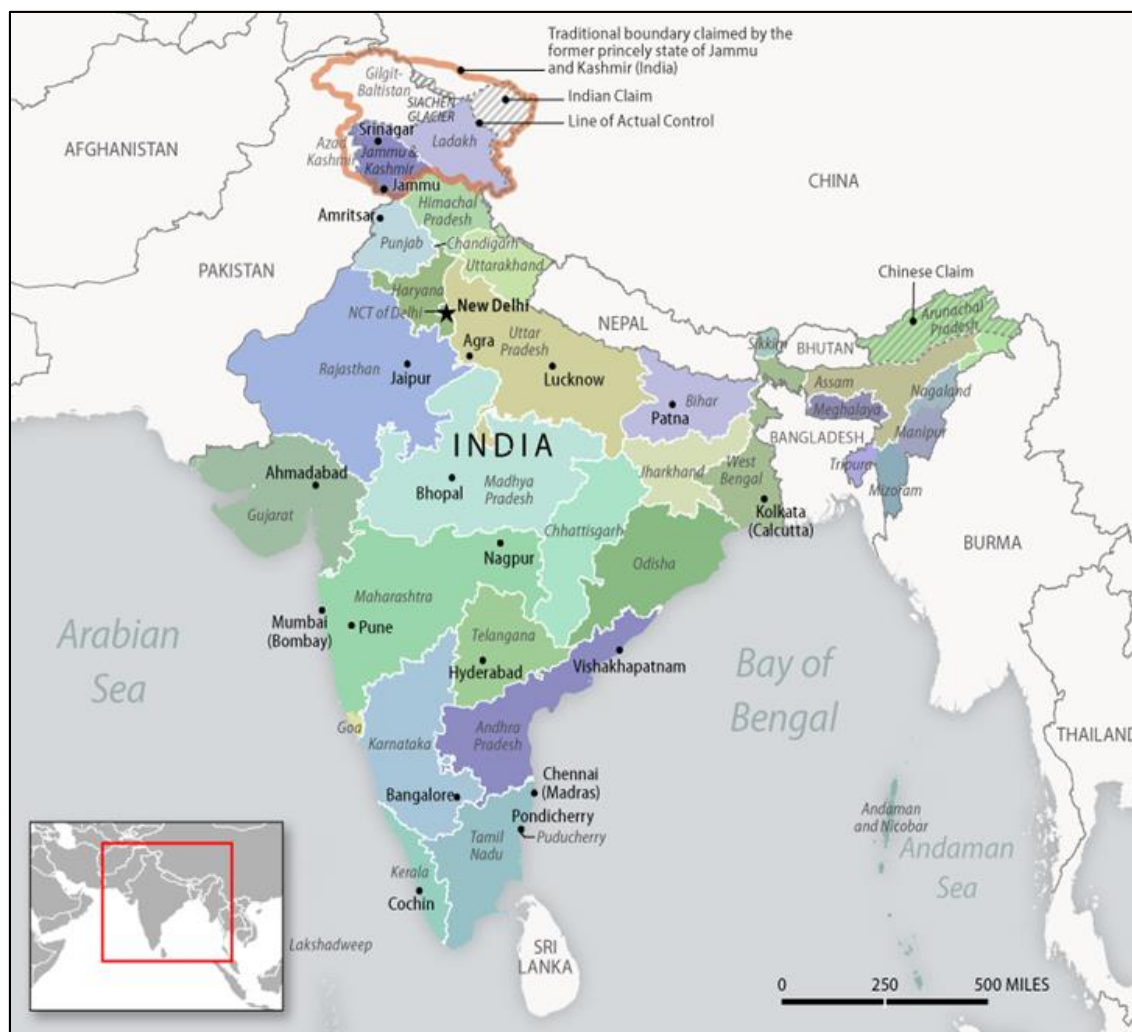 Traditional boundary claimed by the
former princely state of Jammu
and Kashmir (India)
Gilgit-
Baltistan
Indian Claim
SIACHEN
GLACIER
Line of Actual Control
Srinagar
Ladakh
AFGHANISTAN
Azad
Kashmir
Jammu &
Kashmir
CHINA
Jammu
Himachal
Pradesh
Amritsar
Punjab
Chandigarh
Uttarakhand
PAKISTAN
Chinese Claim
Haryana
NCT of Delhi
New Delhi
Arunachal
Pradesh
NEPAL
Uttar
Pradesh
Sikkim
BHUTAN
Agra
Rajasthan
Jaipur
Lucknow
Assam
Nagaland
Bihar
Meghalaya
Patna
INDIA
BANGLADESH
Manipur
Ahmadabad
Jharkhand
West
Bengal
Tripura
Bhopal
Madhya
Pradesh
Mizoram
Gujarat
Kolkata
(Calcutta)
Chhattisgarh
BURMA
Nagpur
Odisha
Maharashtra
Mumbai
(Bombay)
Pune
Arabian
Sea
Telangana
Hyderabad
Vishakhapatnam
Bay of
Bengal
Goa
Karnataka
Andhra
Pradesh
THAILAND
Bangalore
Chennai
(Madras)
Pondicherry
Puducherry
Andaman
and Nicobar
Tamil
Nadu
Andaman
Sea
Kerala
Cochin
Lakshadweep
SRI
LANKA
0 250 500 MILES